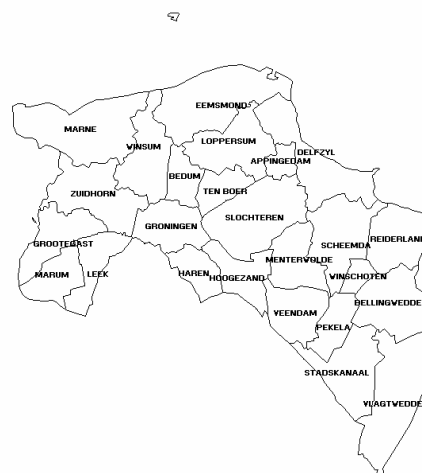 EEMSMOND
MARNE
LOPPERSUM
WINSUM
DELFZYL
APPINGEDAM
BEDUM
TEN BOER
ZUIDHORN
SLOCHTEREN
GRONINGEN
REIDERLAND
GROOTEGAST
SCHEEMDA
MENTERWOLDE
HAREN
MARUM
LEEK
WINSCHOTEN
HOOGEZAND
BELLINGWEDDE
VEENDAM
PEKELA
STADSKANAAL
VLAGTWEDDE